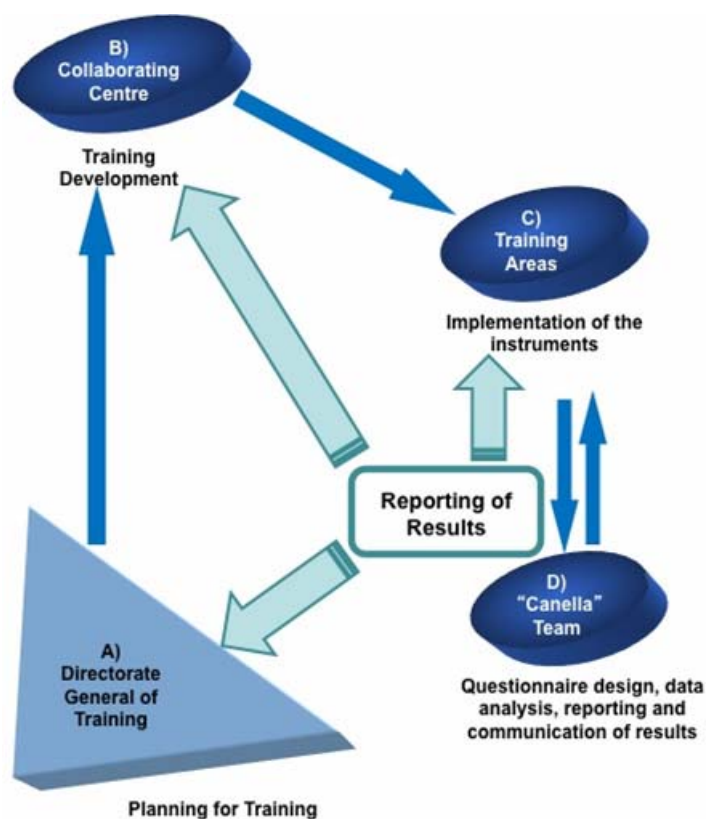 B)
Collaborating
Centre
Training
Development
C)
Training
Areas
Implementation of the
instruments
Reporting of
Results
D)
"Canella"
Team
Questionnaire design, data
analysis, reporting and
communication of results
A)
Directorate
General of
Training
Planning for Training